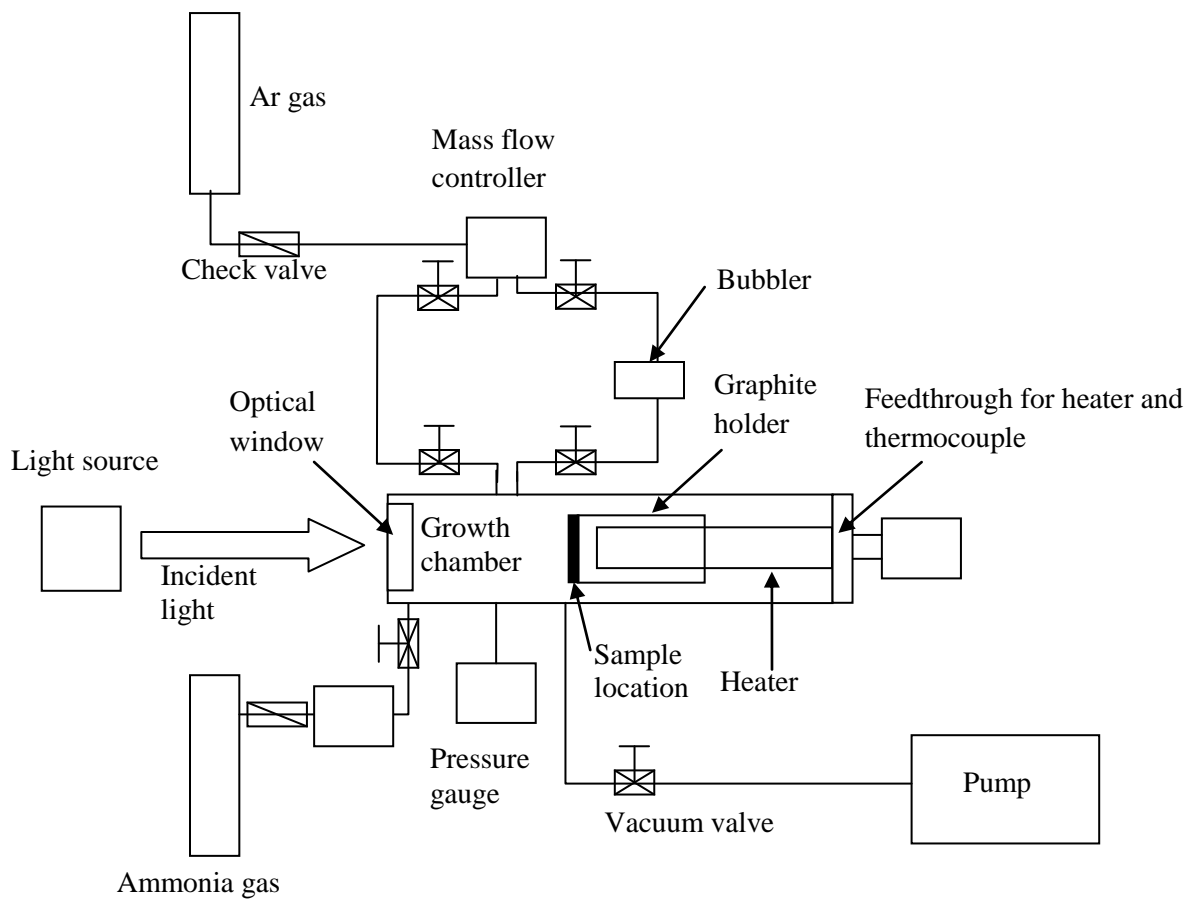 Ar gas
Mass flow
controller
Check valve
Bubbler
Graphite
holder
Feedthrough for heater and
thermocouple
Optical
window
Light source
Growth
chamber
Incident
light
Sample
location
Heater
Pressure
gauge
Pump
Vacuum valve
Ammonia gas